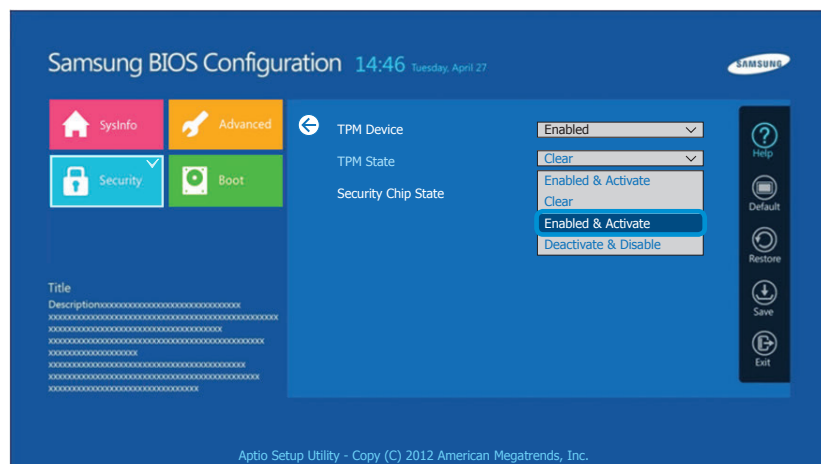 Samsung BIOS Configuration 14:46 Tuesday, April 27
SAMSUNG
SysInfo
Advanced
Security
Boot
TPM Device
Enabled
TPM State
Clear
Security Chip State
Enabled & Activate
Clear
Enabled & Activate
Deactivate & Disable
Help
Default
Restore
Save
Exit
Title
Descriptionxxxxxxxxxxxxxxxxxxxxxxxxxxxx
Aptio Setup Utility - Copy (C) 2012 American Megatrends, Inc.